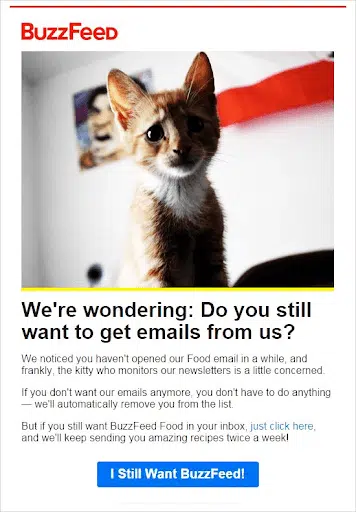 BuzzFeed
We're wondering: Do you still
want to get emails from us?
We noticed you haven't opened our Food email in a while, and
frankly, the kitty who monitors our newsletters is a little concerned.
If you don't want our emails anymore, you don't have to do anything
— we'll automatically remove you from the list.
But if you still want BuzzFeed Food in your inbox, just click here,
and we'll keep sending you amazing recipes twice a week!
I Still Want BuzzFeed!